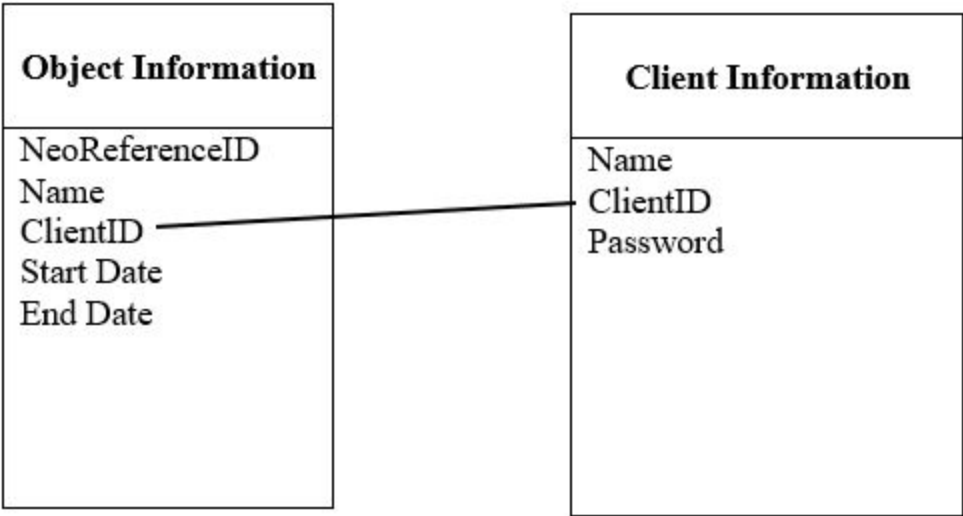 Object Information
NeoReferenceID
Name
ClientID
Start Date
End Date
Client Information
Name
ClientID
Password